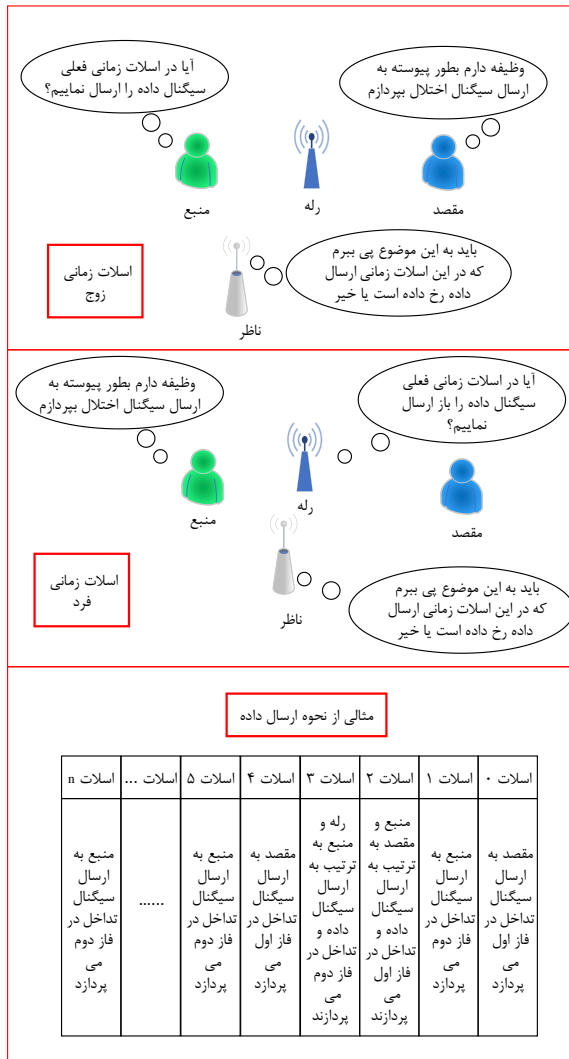 وظیفه دارم بطور پیوسته به
ارسال سیگنال اختلال بپردازم
آیا در اسلات زمانی فعلی
سیگنال داده را ارسال نماییم؟
مقصد
رله
منبع
باید به این موضوع پی ببرم
که در این اسلات زمانی ارسال
داده رخ داده است یا خیر
ناظر
اسلات زمانی
زوج
آیا در اسلات زمانی فعلی
سیگنال داده را باز ارسال
نماییم؟
وظیفه دارم بطور پیوسته به
ارسال سیگنال اختلال بپردازم
مقصد
رله
منبع
باید به این موضوع پی ببرم
که در این اسلات زمانی ارسال
داده رخ داده است یا خیر
ناظر
اسلات زمانی
فرد
مثالی از نحوه ارسال داده
اسلات ۰
اسلات ۱
اسلات ۲
اسلات ۳
اسلات ۴
اسلات ۵
اسلات ...
اسلات n
مقصد به
ارسال
سیگنال
تداخل در
فاز اول
می
پردازد
منبع به
ارسال
سیگنال
تداخل در
فاز دوم
می
پردازد
منبع و
مقصد به
ترتیب به
ارسال
سیگنال
داده و
تداخل در
فاز اول
می
پردازند
رله و
منبع به
ترتیب به
ارسال
سیگنال
داده و
تداخل در
فاز دوم
می
پردازند
مقصد به
ارسال
سیگنال
تداخل در
فاز اول
می
پردازد
منبع به
ارسال
سیگنال
تداخل در
فاز دوم
می
پردازد
......
منبع به
ارسال
سیگنال
تداخل در
فاز دوم
می
پردازد